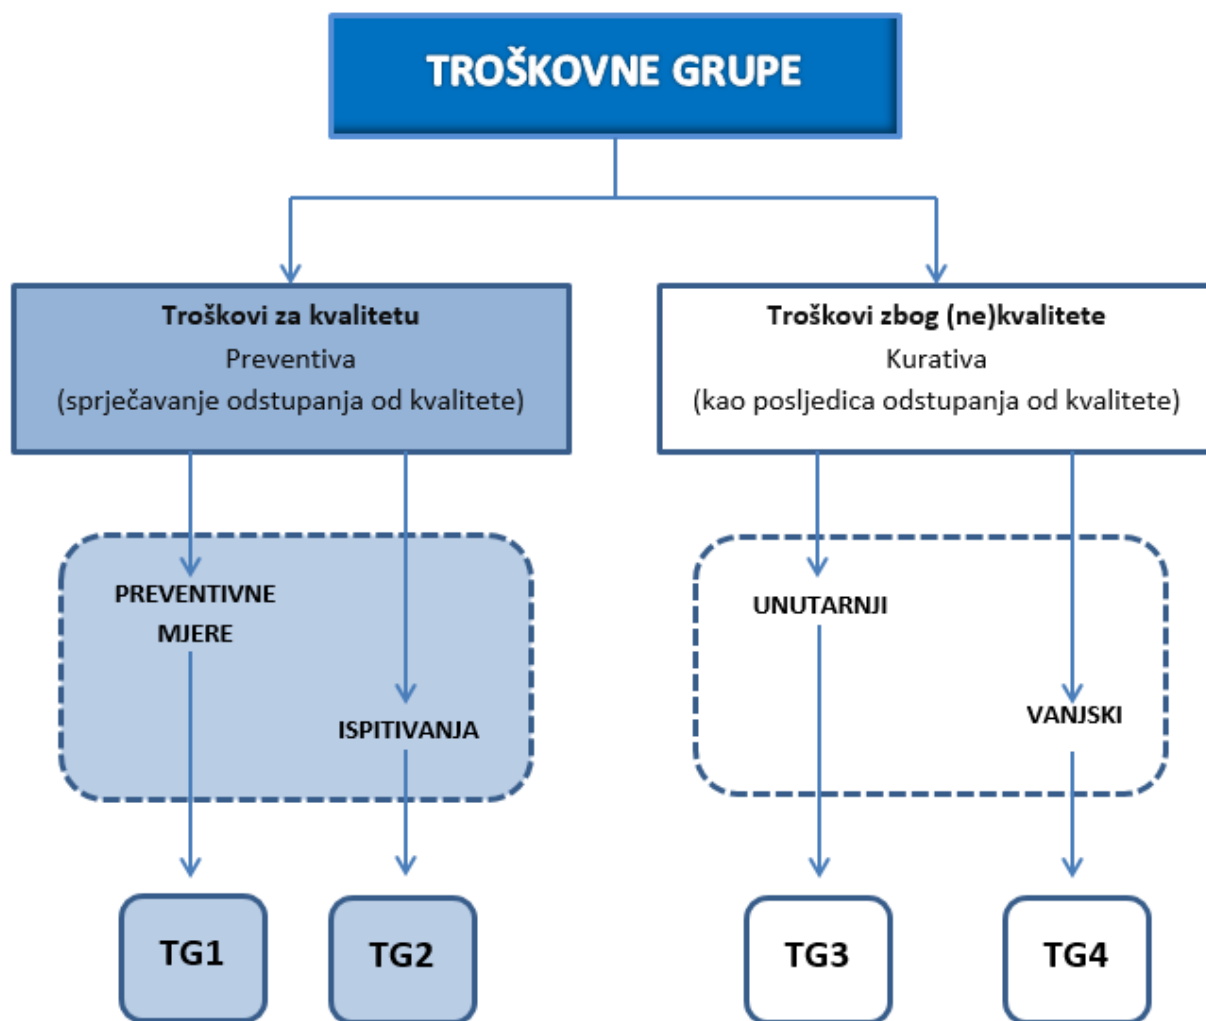 TROŠKOVNE GRUPE
Troškovi za kvalitetu
Preventiva
(sprječavanje odstupanja od kvalitete)
Troškovi zbog (ne)kvalitete
Kurativa
(kao posljedica odstupanja od kvalitete)
PREVENTIVNE
MJERE
ISPITIVANJA
UNUTARNJI
VANJSKI
TG1
TG2
TG3
TG4